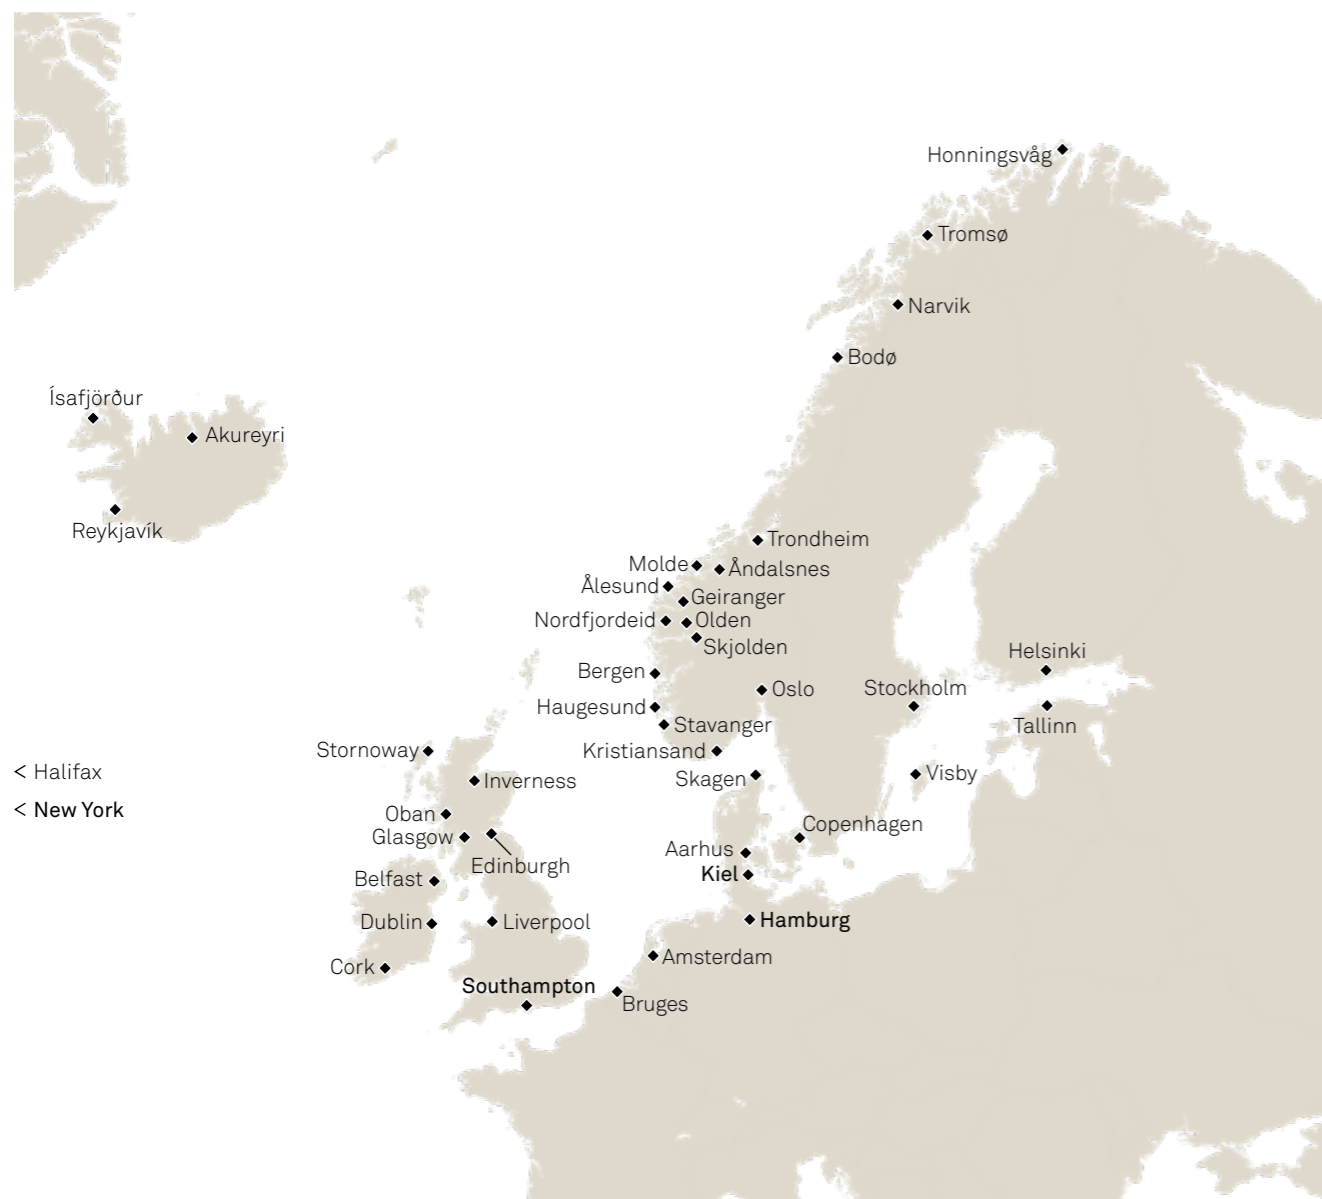 Honningsvåg
Tromsø
Narvik
Bodø
Ísafjörður
Akureyri
Reykjavík
Trondheim
Molde
Åndalsnes
Ålesund
Geiranger
Nordfjordeid
Olden
Skjolden
Helsinki
Bergen
Oslo
Stockholm
Haugesund
Stavanger
Tallinn
Stornoway
Kristiansand
< Halifax
Inverness
Skagen
Visby
< New York
Oban
Copenhagen
Glasgow
Edinburgh
Aarhus
Kiel
Belfast
Dublin
Liverpool
Hamburg
Cork
Amsterdam
Southampton
Bruges